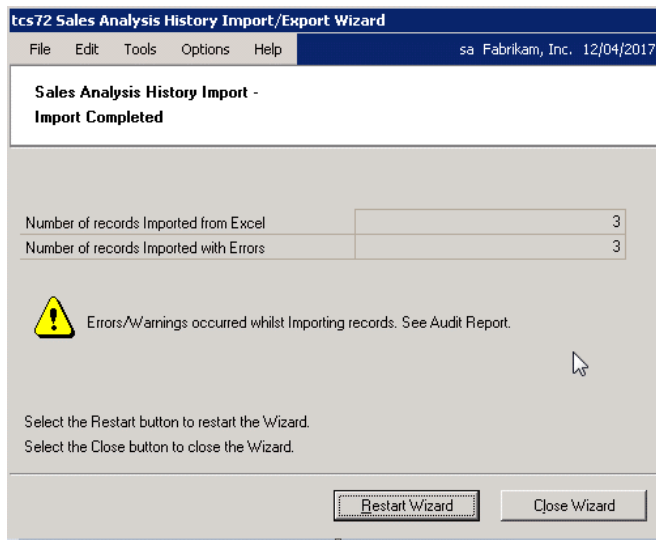 tcs72 Sales Analysis History Import/Export Wizard
File Edit Tools Options Help sa Fabrikam, Inc. 12/04/2017
Sales Analysis History Import -
Import Completed
Number of records Imported from Excel 3
Number of records Imported with Errors 3
Errors/Warnings occurred whilst Importing records. See Audit Report.
Select the Restart button to restart the Wizard.
Select the Close button to close the Wizard.
Restart Wizard Close Wizard